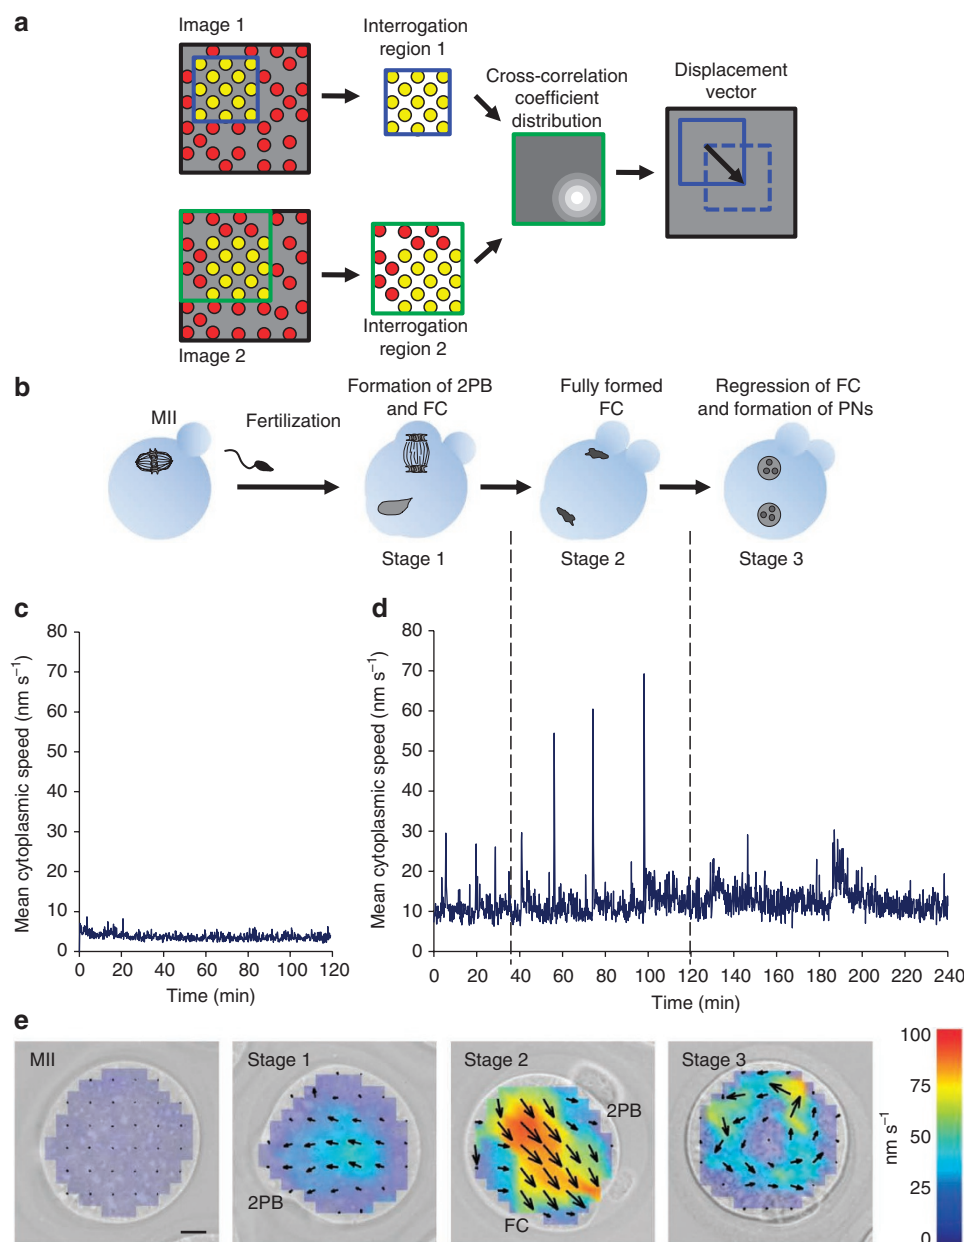 a
Image 1
Interrogation
region 1
Cross-correlation
coefficient
distribution
Displacement
vector
Interrogation
region 2
Image 2
b
MII
Fertilization
Formation of 2PB
and FC
Fully formed
FC
Regression of FC
and formation of PNs
Stage 1
Stage 2
Stage 3
c
Mean cytoplasmic speed (nm s⁻¹)
80
70
60
50
40
30
20
10
0
0 20 40 60 80 100 120
Time (min)
d
Mean cytoplasmic speed (nm s⁻¹)
80
70
60
50
40
30
20
10
0
0 20 40 60 80 100 120 140 160 180 200 220 240
Time (min)
e
MII
Stage 1
2PB
Stage 2
2PB
FC
Stage 3
100
75
50
25
0
nm s⁻¹